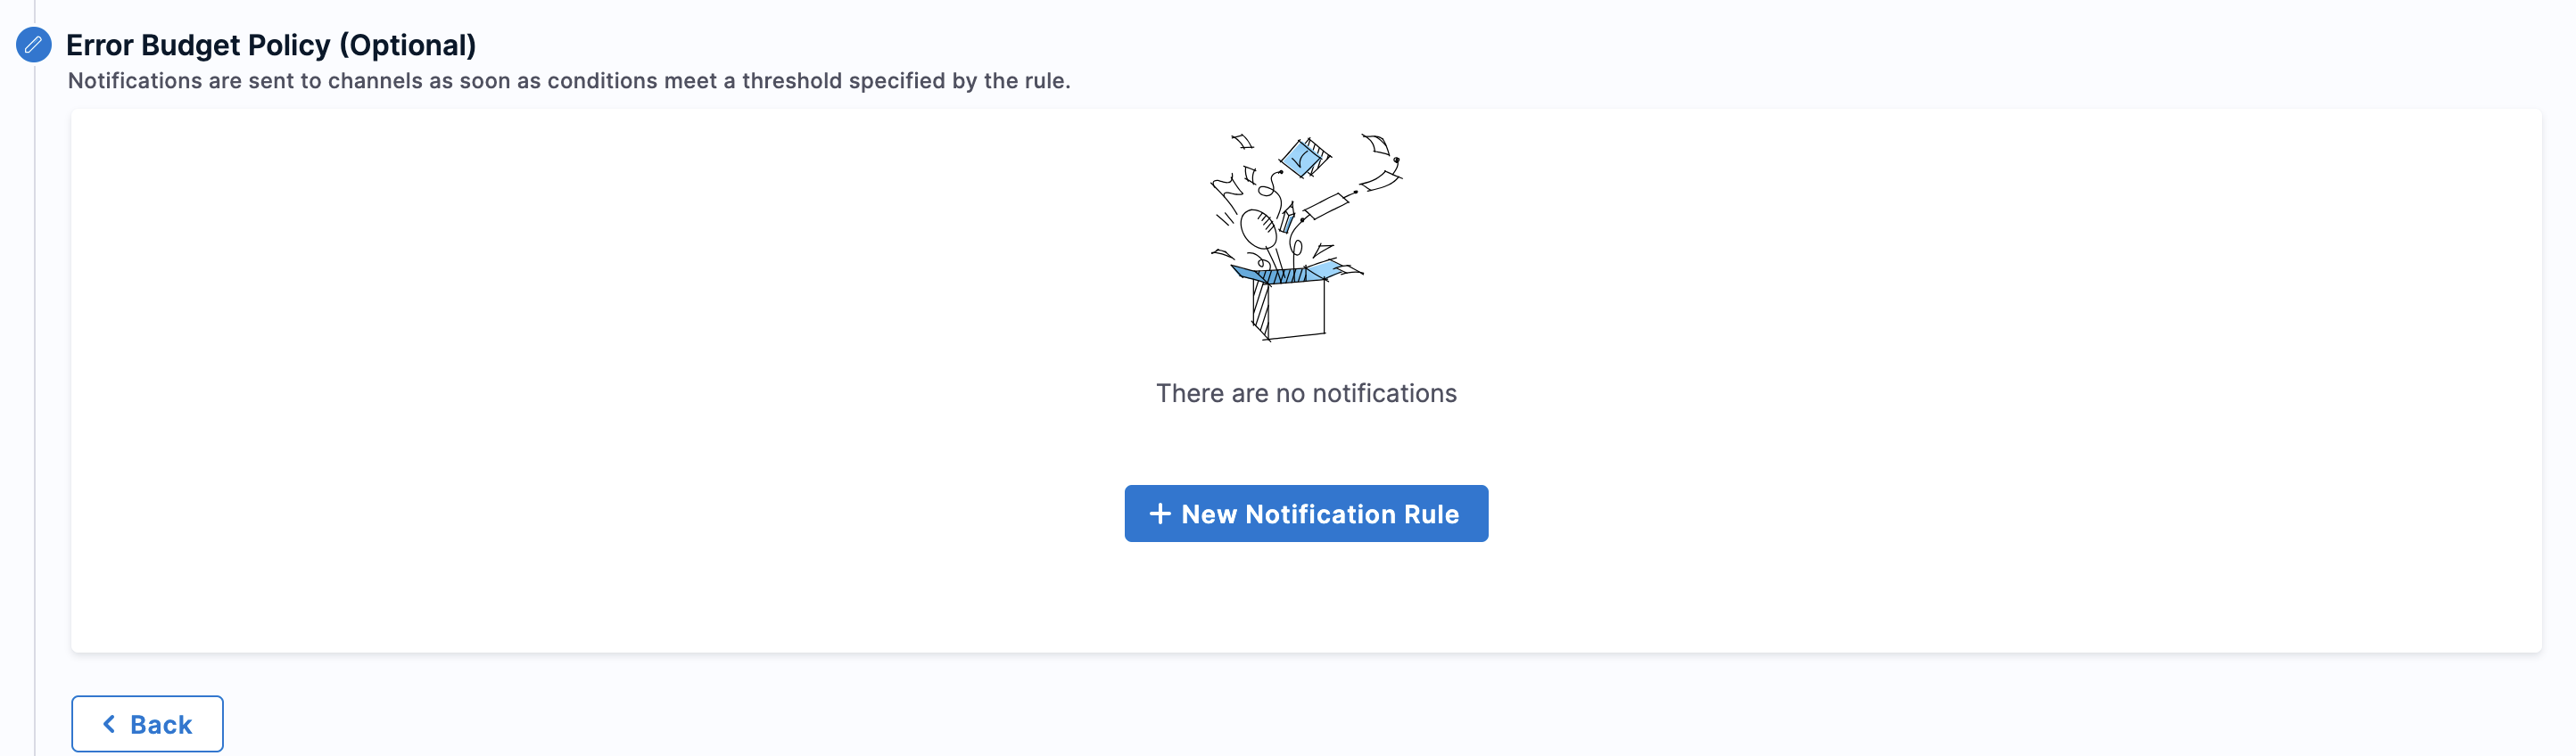 Error Budget Policy (Optional)
Notifications are sent to channels as soon as conditions meet a threshold specified by the rule.
There are no notifications
+ New Notification Rule
Back